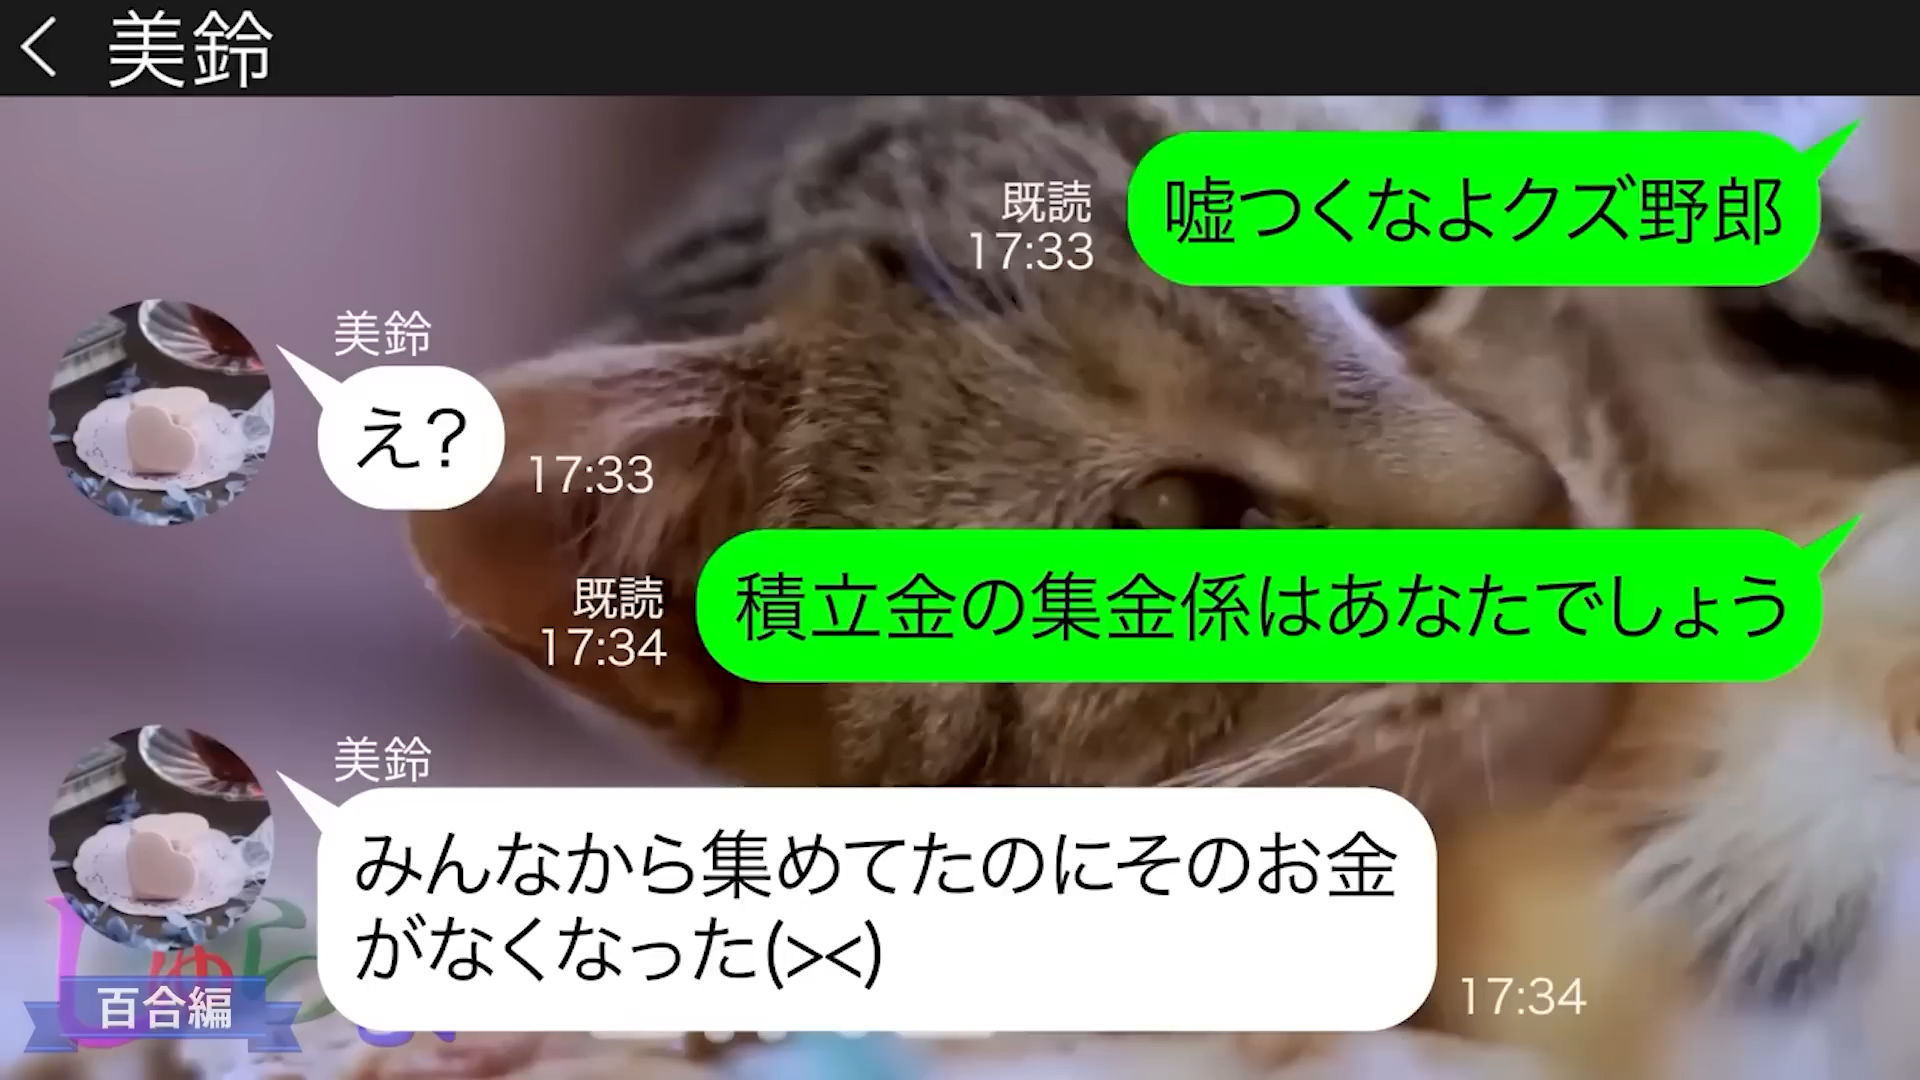 美鈴
嘘つくなよクズ野郎
既読
17:33
美鈴
え?
17:33
積立金の集金係はあなたでしょう
既読
17:34
美鈴
みんなから集めてたのにそのお金
がなくなった(><)
17:34
百合編